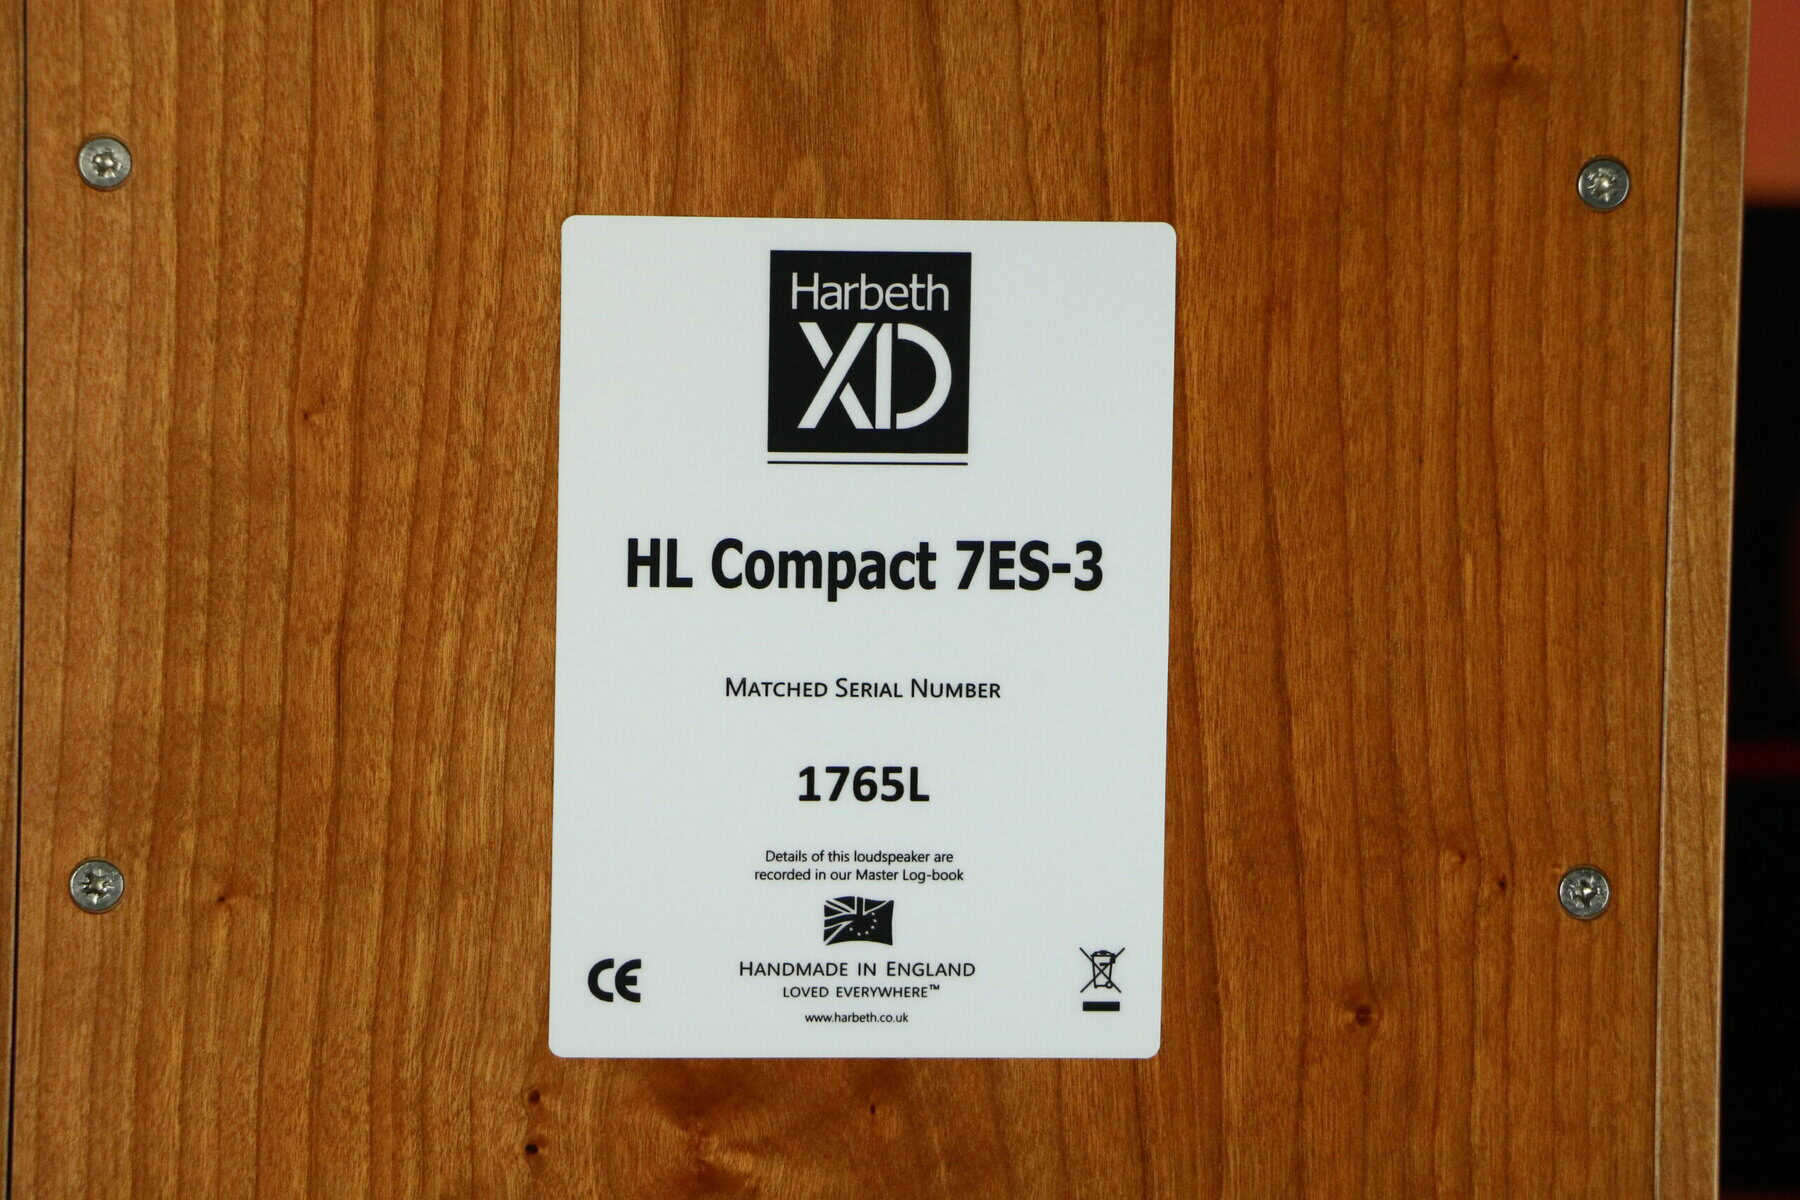 Harbeth
XD
HL Compact 7ES-3
MATCHED SERIAL NUMBER
1765L
Details of this loudspeaker are
recorded in our Master Log-book
CE
HANDMADE IN ENGLAND
LOVED EVERYWHERE™
www.harbeth.co.uk